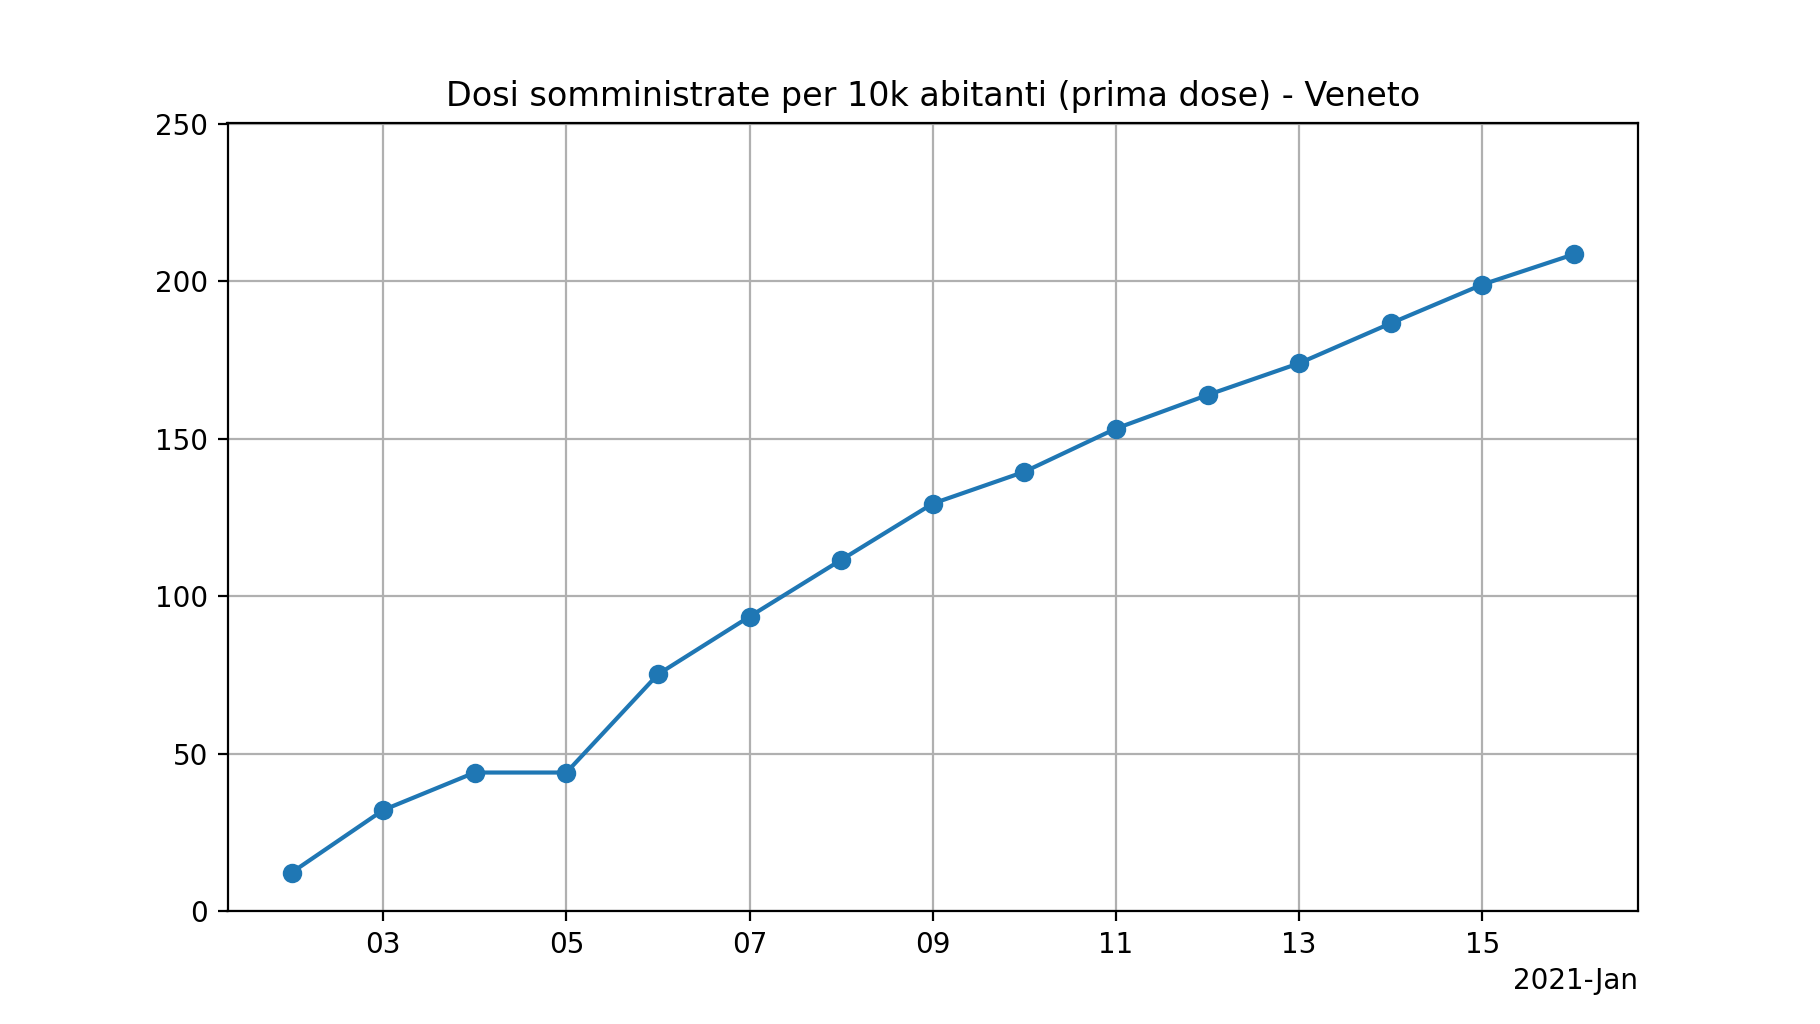 Dosi somministrate per 10k abitanti (prima dose) - Veneto
250
200
150
100
50
0
03 05 07 09 11 13 15
2021-Jan